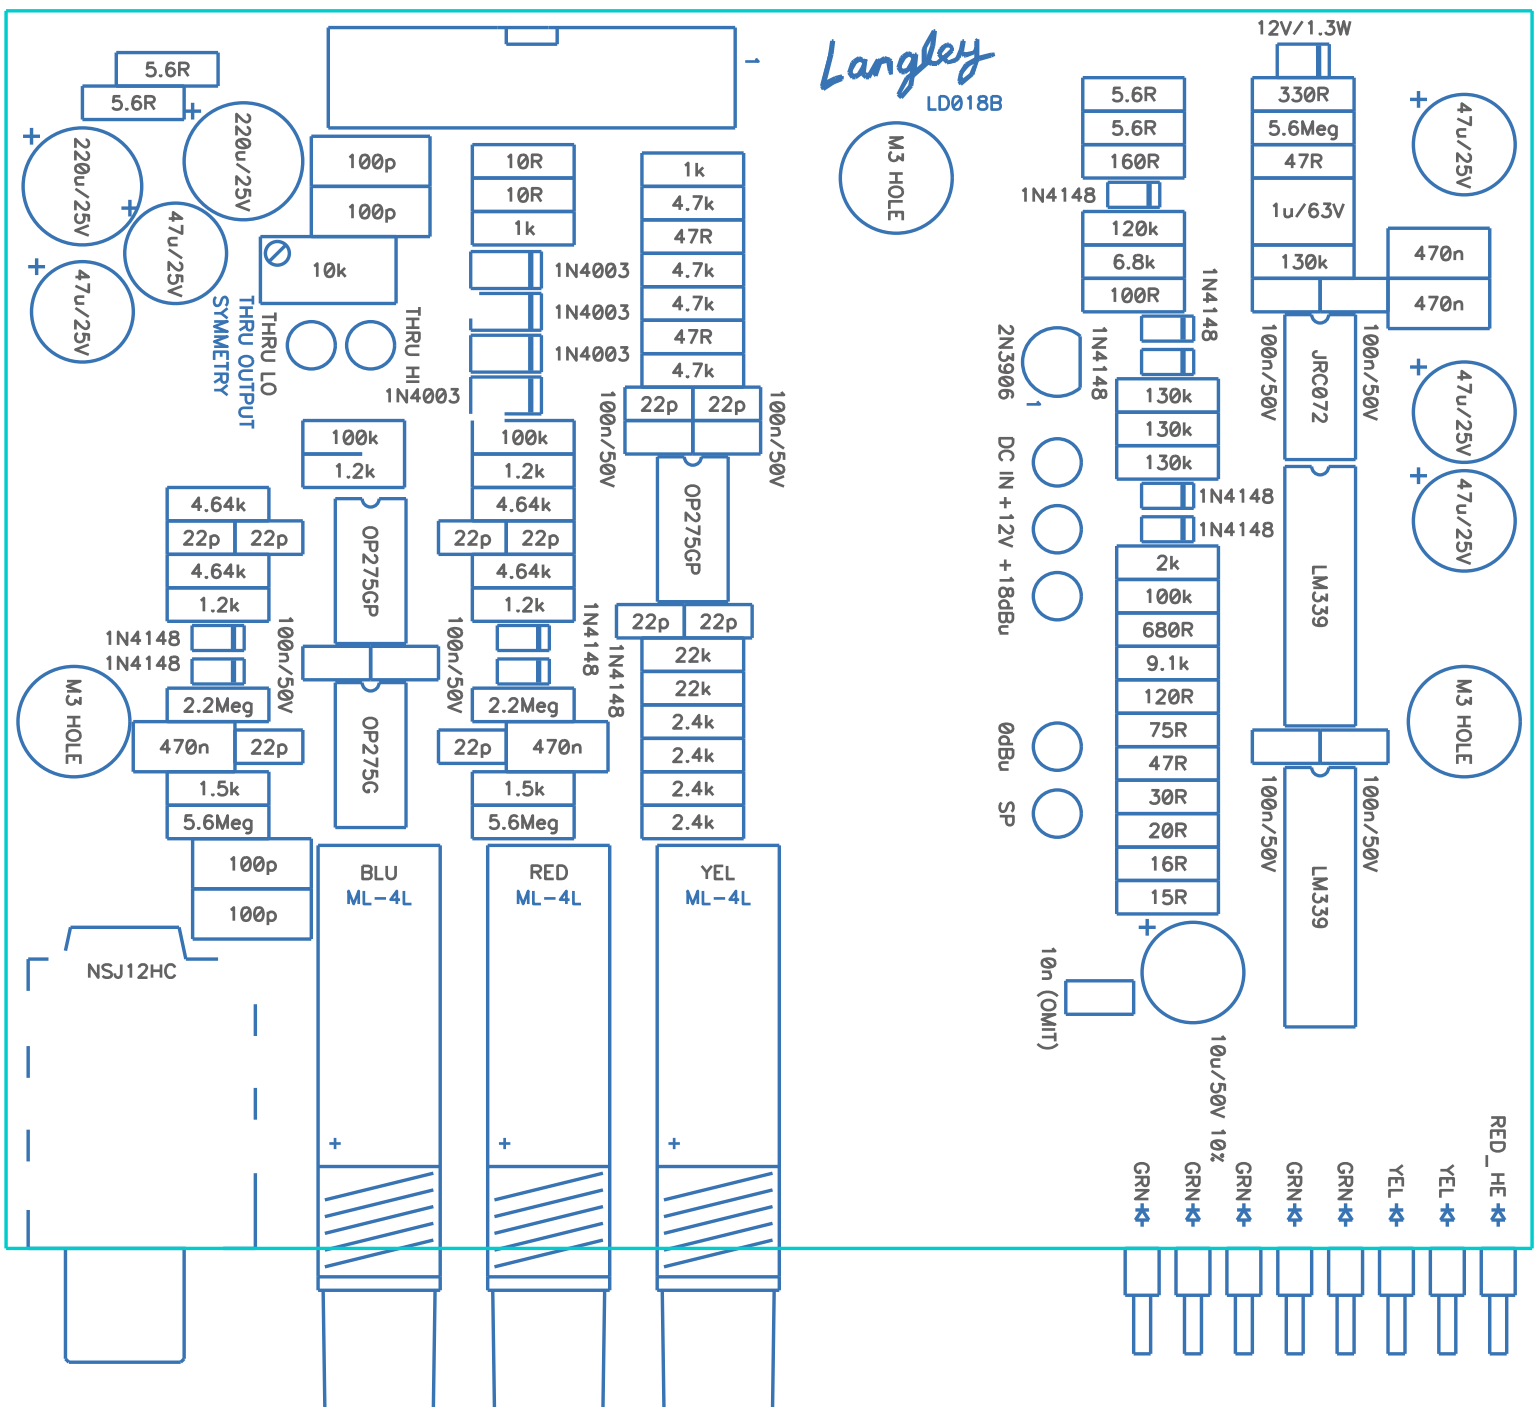 12V/1.3W
Langley
LD018B
1
5.6R
5.6R
220u/25V
220u/25V
47u/25V
47u/25V
100p
100p
10k
THRU LO
THRU OUTPUT
SYMMETRY
THRU HI
10R
10R
1k
1N4003
1N4003
1N4003
1N4003
1k
4.7k
47R
4.7k
4.7k
47R
4.7k
22p
22p
100n/50V
100n/50V
OP275GP
22p
22p
22k
22k
2.4k
2.4k
2.4k
2.4k
100k
1.2k
OP275GP
100n/50V
100n/50V
OP275G
4.64k
22p
22p
4.64k
1.2k
1N4148
1N4148
2.2Meg
470n
22p
1.5k
5.6Meg
100p
100p
M3 HOLE
100k
1.2k
4.64k
22p
22p
4.64k
1.2k
1N4148
1N4148
2.2Meg
22p
470n
1.5k
5.6Meg
BLU
ML-4L
RED
ML-4L
YEL
ML-4L
NSJ12HC
+
+
+
M3 HOLE
5.6R
5.6R
160R
1N4148
120k
6.8k
100R
1N4148
1N4148
2N3906
1
130k
130k
130k
1N4148
1N4148
DC IN +12V +18dBu
0dBu
SP
2k
100k
680R
9.1k
120R
75R
47R
30R
20R
16R
15R
10n (OMIT)
10u/50V 10%
330R
5.6Meg
47R
1u/63V
130k
470n
470n
100n/50V
100n/50V
JRC072
LM339
100n/50V
100n/50V
LM339
47u/25V
47u/25V
47u/25V
M3 HOLE
GRN
GRN
GRN
GRN
GRN
YEL
YEL
RED_HE